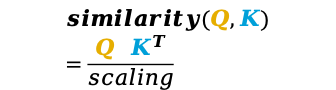 similarity(Q, K)
= Q K^T / scaling